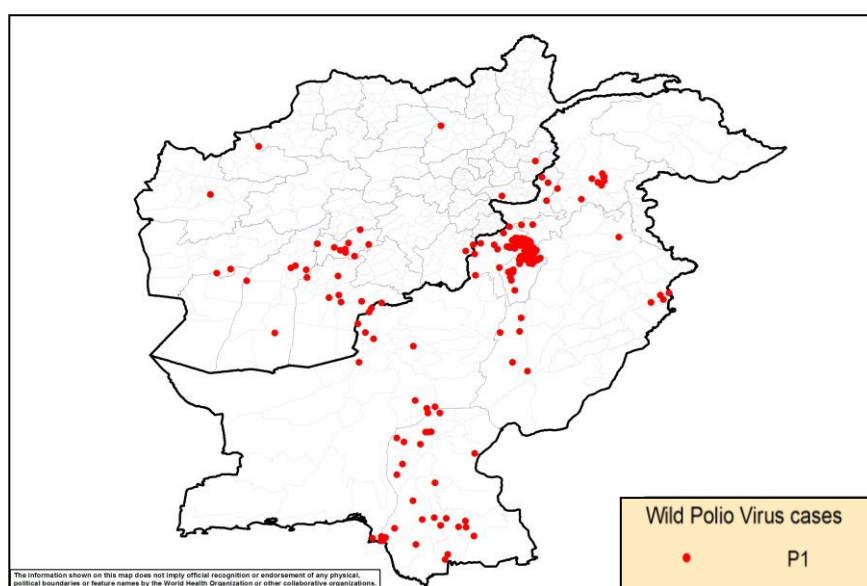 Wild Polio Virus cases
P1
The information shown on this map does not imply official recognition or endorsement of any physical,
political boundaries or feature names by the World Health Organization or other collaborative organizations.